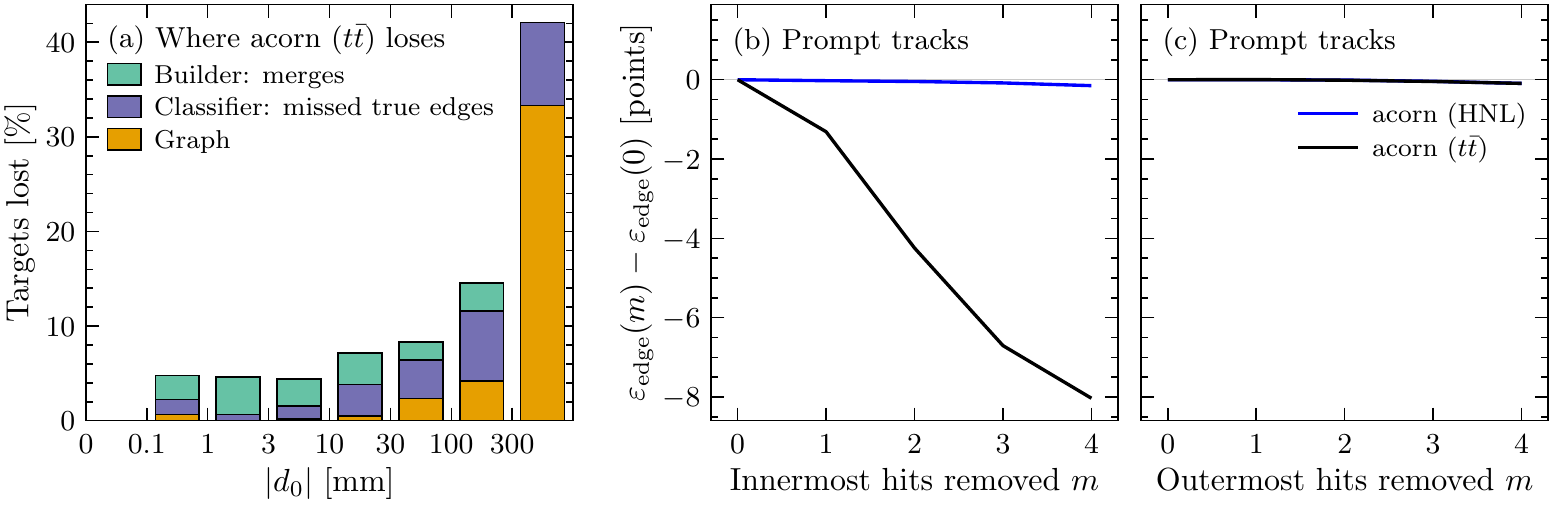 (a) Where acorn (tt̄) loses
Builder: merges
Classifier: missed true edges
Graph
Targets lost [%]
40
30
20
10
0
0 0.1 1 3 10 30 100 300
|d₀| [mm]
(b) Prompt tracks
ε_edge(m) − ε_edge(0) [points]
0
−2
−4
−6
−8
0 1 2 3 4
Innermost hits removed m
(c) Prompt tracks
acorn (HNL)
acorn (tt̄)
0 1 2 3 4
Outermost hits removed m